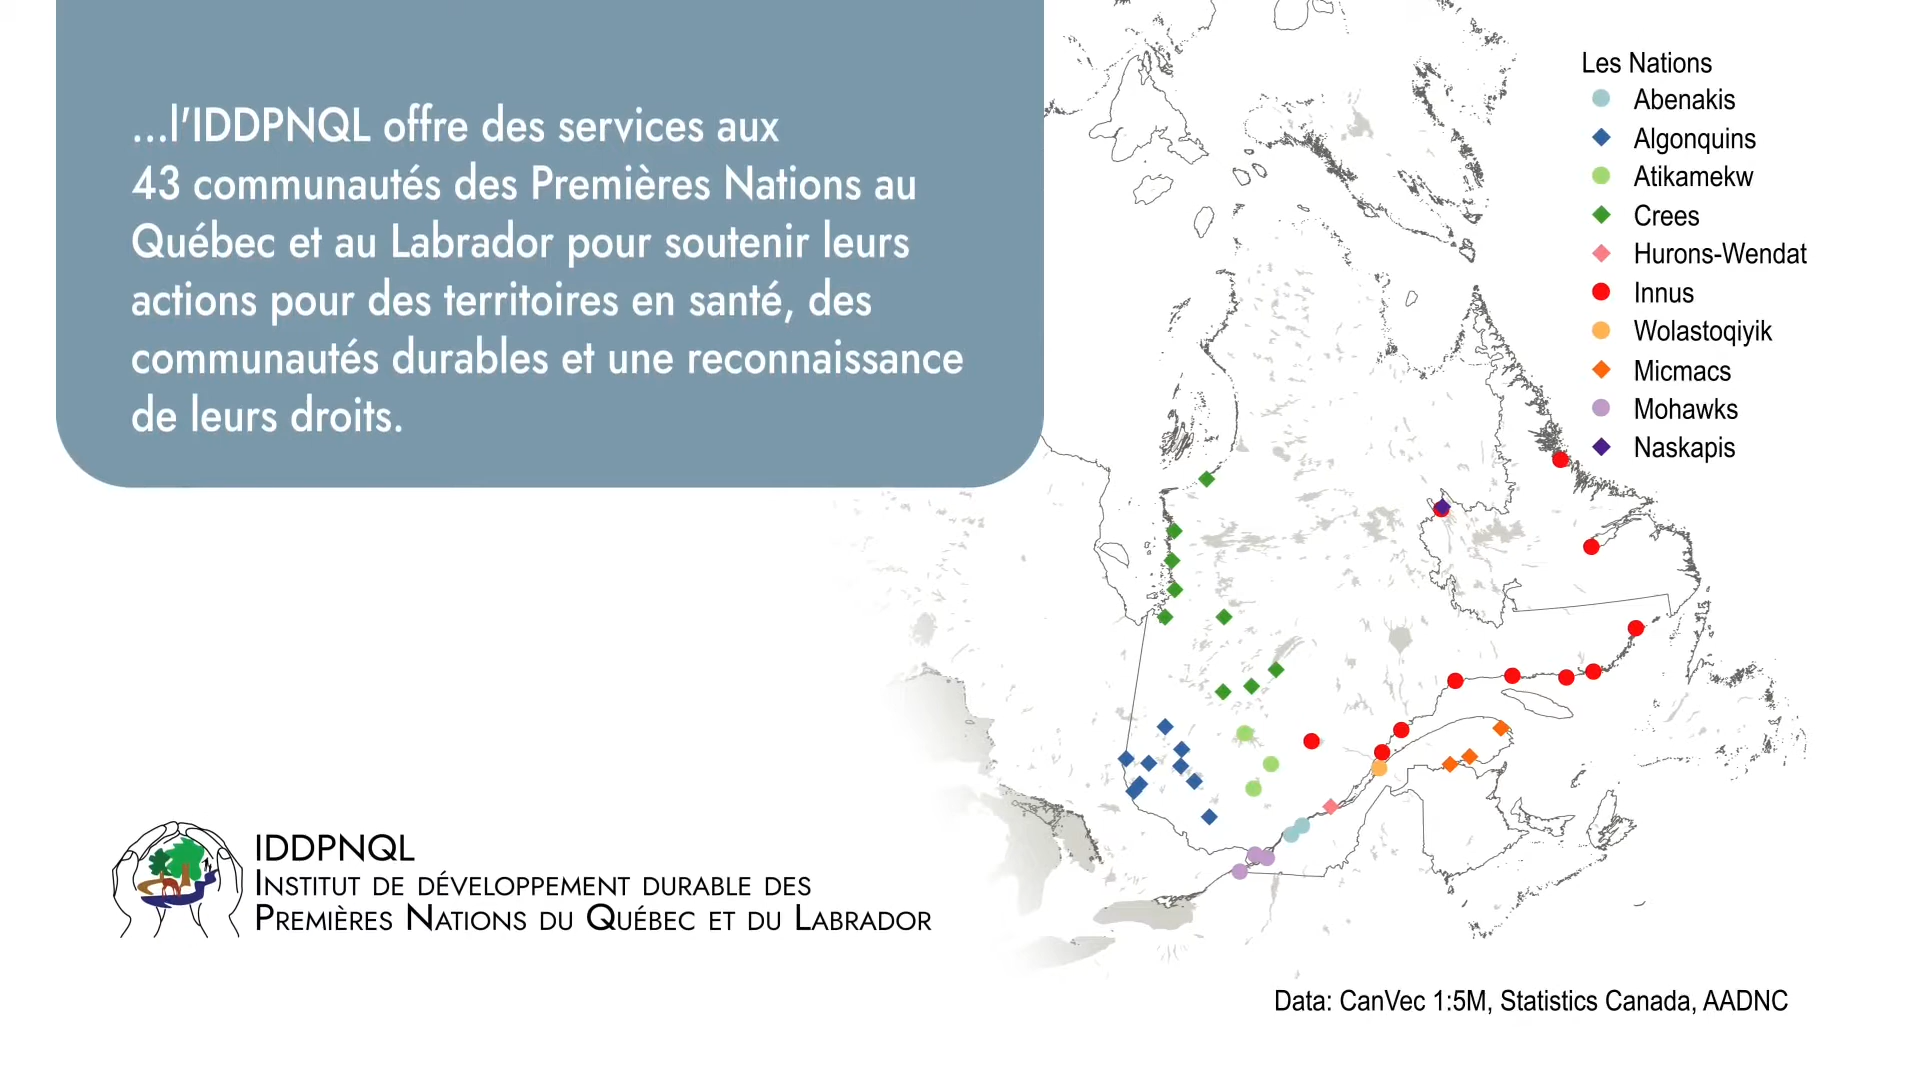 ...l'IDDPNQL offre des services aux
43 communautés des Premières Nations au
Québec et au Labrador pour soutenir leurs
actions pour des territoires en santé, des
communautés durables et une reconnaissance
de leurs droits.
Les Nations
Abenakis
Algonquins
Atikamekw
Crees
Hurons-Wendat
Innus
Wolastoqiyik
Micmacs
Mohawks
Naskapis
IDDPNQL
INSTITUT DE DÉVELOPPEMENT DURABLE DES
PREMIÈRES NATIONS DU QUÉBEC ET DU LABRADOR
Data: CanVec 1:5M, Statistics Canada, AADNC